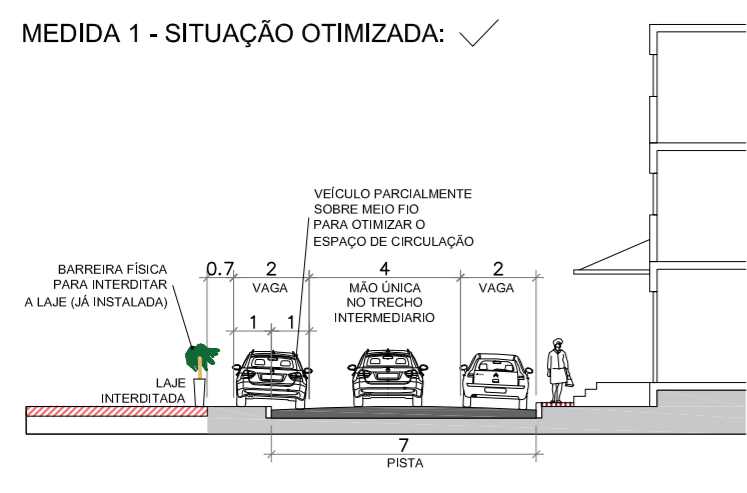 MEDIDA 1 - SITUAÇÃO OTIMIZADA:
VEÍCULO PARCIALMENTE
SOBRE MEIO FIO
PARA OTIMIZAR O
ESPAÇO DE CIRCULAÇÃO
BARREIRA FÍSICA
PARA INTERDITAR
A LAJE (JÁ INSTALADA)
0.7 2 4 2
VAGA
MÃO ÚNICA
NO TRECHO
INTERMEDIARIO
VAGA
1 1
LAJE
INTERDITADA
7
PISTA